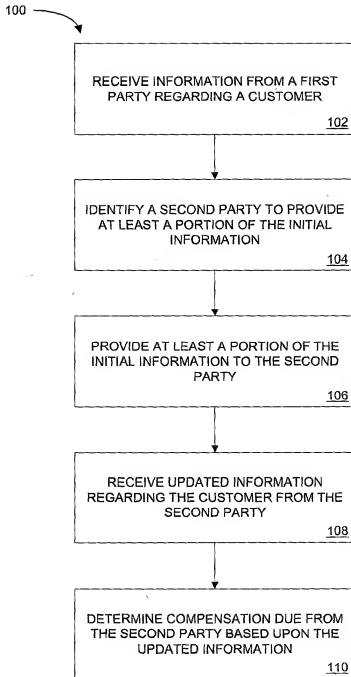 100
RECEIVE INFORMATION FROM A FIRST
PARTY REGARDING A CUSTOMER
102
IDENTIFY A SECOND PARTY TO PROVIDE
AT LEAST A PORTION OF THE INITIAL
INFORMATION
104
PROVIDE AT LEAST A PORTION OF THE
INITIAL INFORMATION TO THE SECOND
PARTY
106
RECEIVE UPDATED INFORMATION
REGARDING THE CUSTOMER FROM THE
SECOND PARTY
108
DETERMINE COMPENSATION DUE FROM
THE SECOND PARTY BASED UPON THE
UPDATED INFORMATION
110